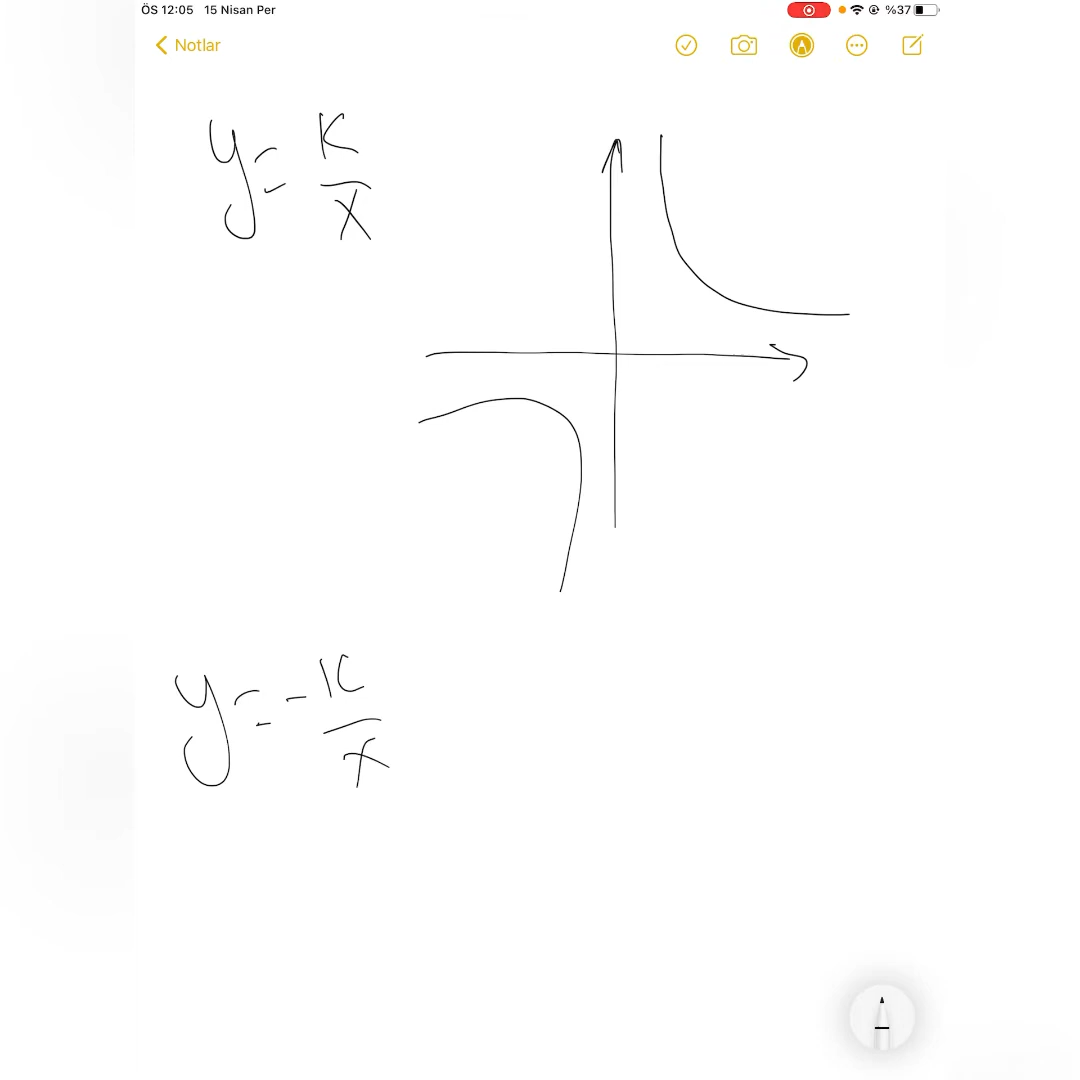 ÖS 12:05 15 Nisan Per %37
Notlar
y = K/x
y = -K/x